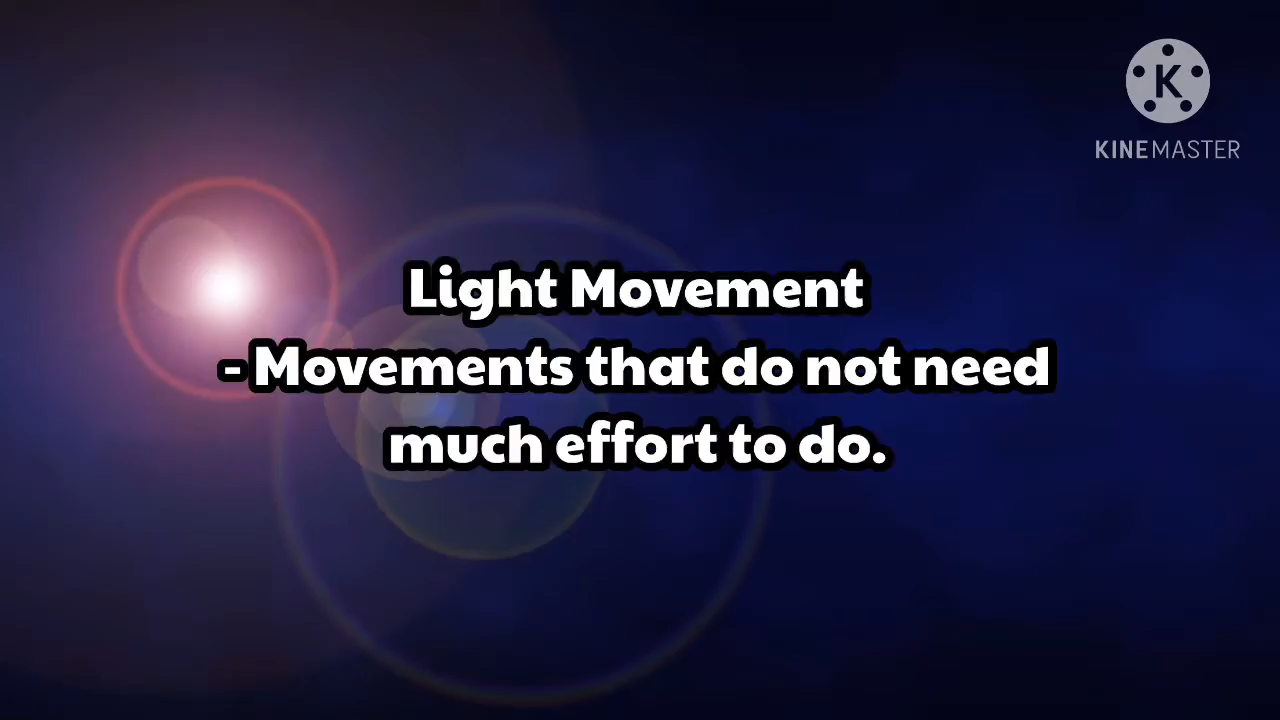 K
KINEMASTER
Light Movement
- Movements that do not need
much effort to do.